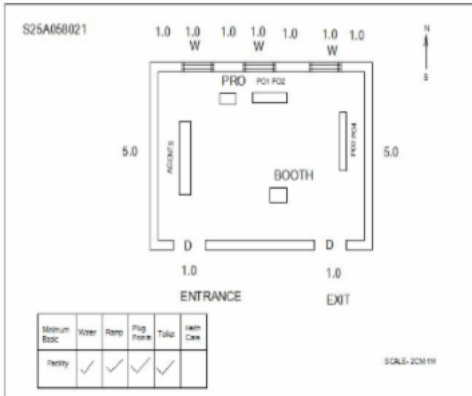 S25A058021
1.0 1.0 1.0 1.0 1.0 1.0 1.0
W W W
N
S
PRO PO1 PO2
5.0
AGENTS
PO3 PO4
5.0
BOOTH
D D
1.0 1.0
ENTRANCE EXIT
Minimum Basic Water Ramp Plug Points Toilet Helth Care
Facility ✓ ✓ ✓ ✓
SCALE- 2CM:1M